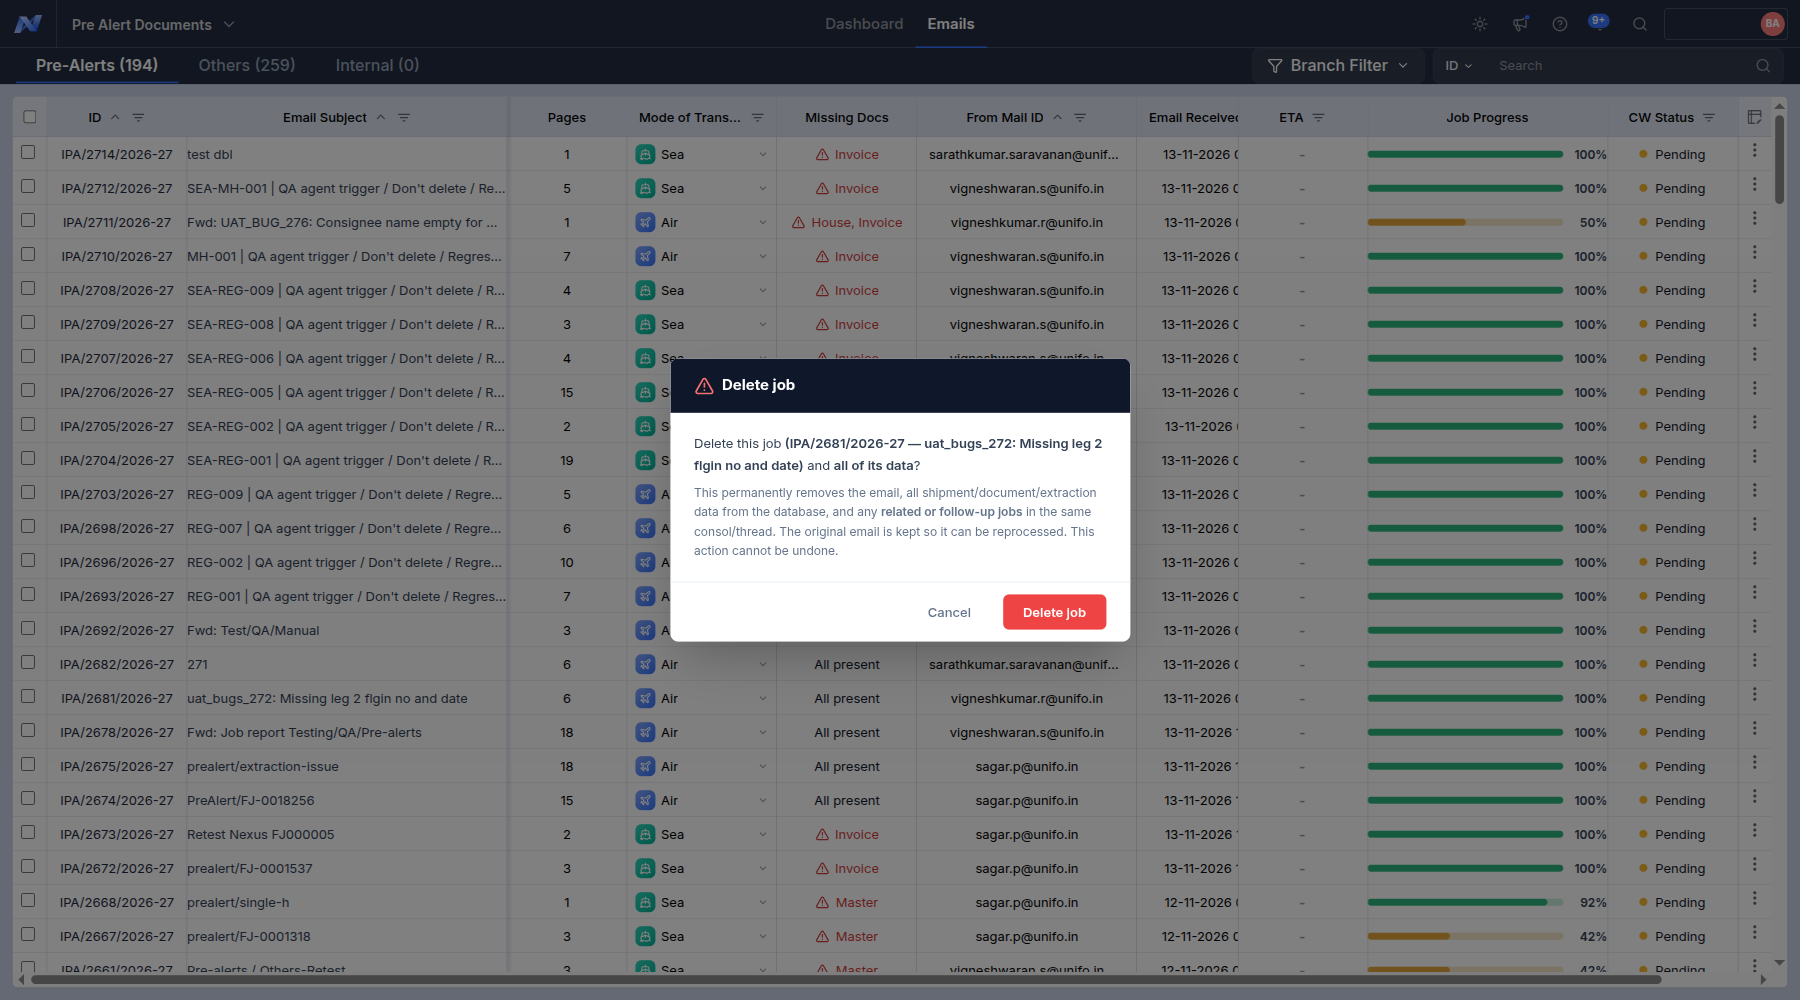 Pre Alert Documents
Dashboard
Emails
9+
BA
Pre-Alerts (194)
Others (259)
Internal (0)
Branch Filter
ID
Search
ID Email Subject Pages Mode of Trans... Missing Docs From Mail ID Email Received ETA Job Progress CW Status
IPA/2714/2026-27 test dbl 1 Sea Invoice sarathkumar.saravanan@unif... 13-11-2026 - 100% Pending
IPA/2712/2026-27 SEA-MH-001 | QA agent trigger / Don't delete / Re... 5 Sea Invoice vigneshwaran.s@unifo.in 13-11-2026 - 100% Pending
IPA/2711/2026-27 Fwd: UAT_BUG_276: Consignee name empty for ... 1 Air House, Invoice vigneshkumar.r@unifo.in 13-11-2026 - 50% Pending
IPA/2710/2026-27 MH-001 | QA agent trigger / Don't delete / Regres... 7 Air Invoice vigneshwaran.s@unifo.in 13-11-2026 - 100% Pending
IPA/2708/2026-27 SEA-REG-009 | QA agent trigger / Don't delete / R... 4 Sea Invoice vigneshwaran.s@unifo.in 13-11-2026 - 100% Pending
IPA/2709/2026-27 SEA-REG-008 | QA agent trigger / Don't delete / R... 3 Sea Invoice vigneshwaran.s@unifo.in 13-11-2026 - 100% Pending
IPA/2707/2026-27 SEA-REG-006 | QA agent trigger / Don't delete / R... 4 Sea Invoice vigneshwaran.s@unifo.in 13-11-2026 - 100% Pending
IPA/2706/2026-27 SEA-REG-005 | QA agent trigger / Don't delete / R... 15 13-11-2026 - 100% Pending
IPA/2705/2026-27 SEA-REG-002 | QA agent trigger / Don't delete / R... 2 13-11-2026 - 100% Pending
IPA/2704/2026-27 SEA-REG-001 | QA agent trigger / Don't delete / R... 19 13-11-2026 - 100% Pending
IPA/2703/2026-27 REG-009 | QA agent trigger / Don't delete / Regre... 5 13-11-2026 - 100% Pending
IPA/2698/2026-27 REG-007 | QA agent trigger / Don't delete / Regre... 6 13-11-2026 - 100% Pending
IPA/2696/2026-27 REG-002 | QA agent trigger / Don't delete / Regre... 10 13-11-2026 - 100% Pending
IPA/2693/2026-27 REG-001 | QA agent trigger / Don't delete / Regres... 7 13-11-2026 - 100% Pending
IPA/2692/2026-27 Fwd: Test/QA/Manual 3 13-11-2026 - 100% Pending
IPA/2682/2026-27 271 6 Air All present sarathkumar.saravanan@unif... 13-11-2026 - 100% Pending
IPA/2681/2026-27 uat_bugs_272: Missing leg 2 flgin no and date 6 Air All present vigneshkumar.r@unifo.in 13-11-2026 - 100% Pending
IPA/2678/2026-27 Fwd: Job report Testing/QA/Pre-alerts 18 Air All present vigneshwaran.s@unifo.in 13-11-2026 - 100% Pending
IPA/2675/2026-27 prealert/extraction-issue 18 Air All present sagar.p@unifo.in 13-11-2026 - 100% Pending
IPA/2674/2026-27 PreAlert/FJ-0018256 15 Air All present sagar.p@unifo.in 13-11-2026 - 100% Pending
IPA/2673/2026-27 Retest Nexus FJ000005 2 Sea Invoice sagar.p@unifo.in 13-11-2026 - 100% Pending
IPA/2672/2026-27 prealert/FJ-0001537 3 Sea Invoice sagar.p@unifo.in 13-11-2026 - 100% Pending
IPA/2668/2026-27 prealert/single-h 1 Sea Master sagar.p@unifo.in 12-11-2026 - 92% Pending
IPA/2667/2026-27 prealert/FJ-0001318 3 Sea Master sagar.p@unifo.in 12-11-2026 - 42% Pending
IPA/2661/2026-27 Pre-alerts / Others-Retest 3 Sea Master vigneshwaran.s@unifo.in 12-11-2026 - 42% Pending
Delete job
Delete this job (IPA/2681/2026-27 — uat_bugs_272: Missing leg 2
flgin no and date) and all of its data?
This permanently removes the email, all shipment/document/extraction
data from the database, and any related or follow-up jobs in the same
consol/thread. The original email is kept so it can be reprocessed. This
action cannot be undone.
Cancel
Delete job